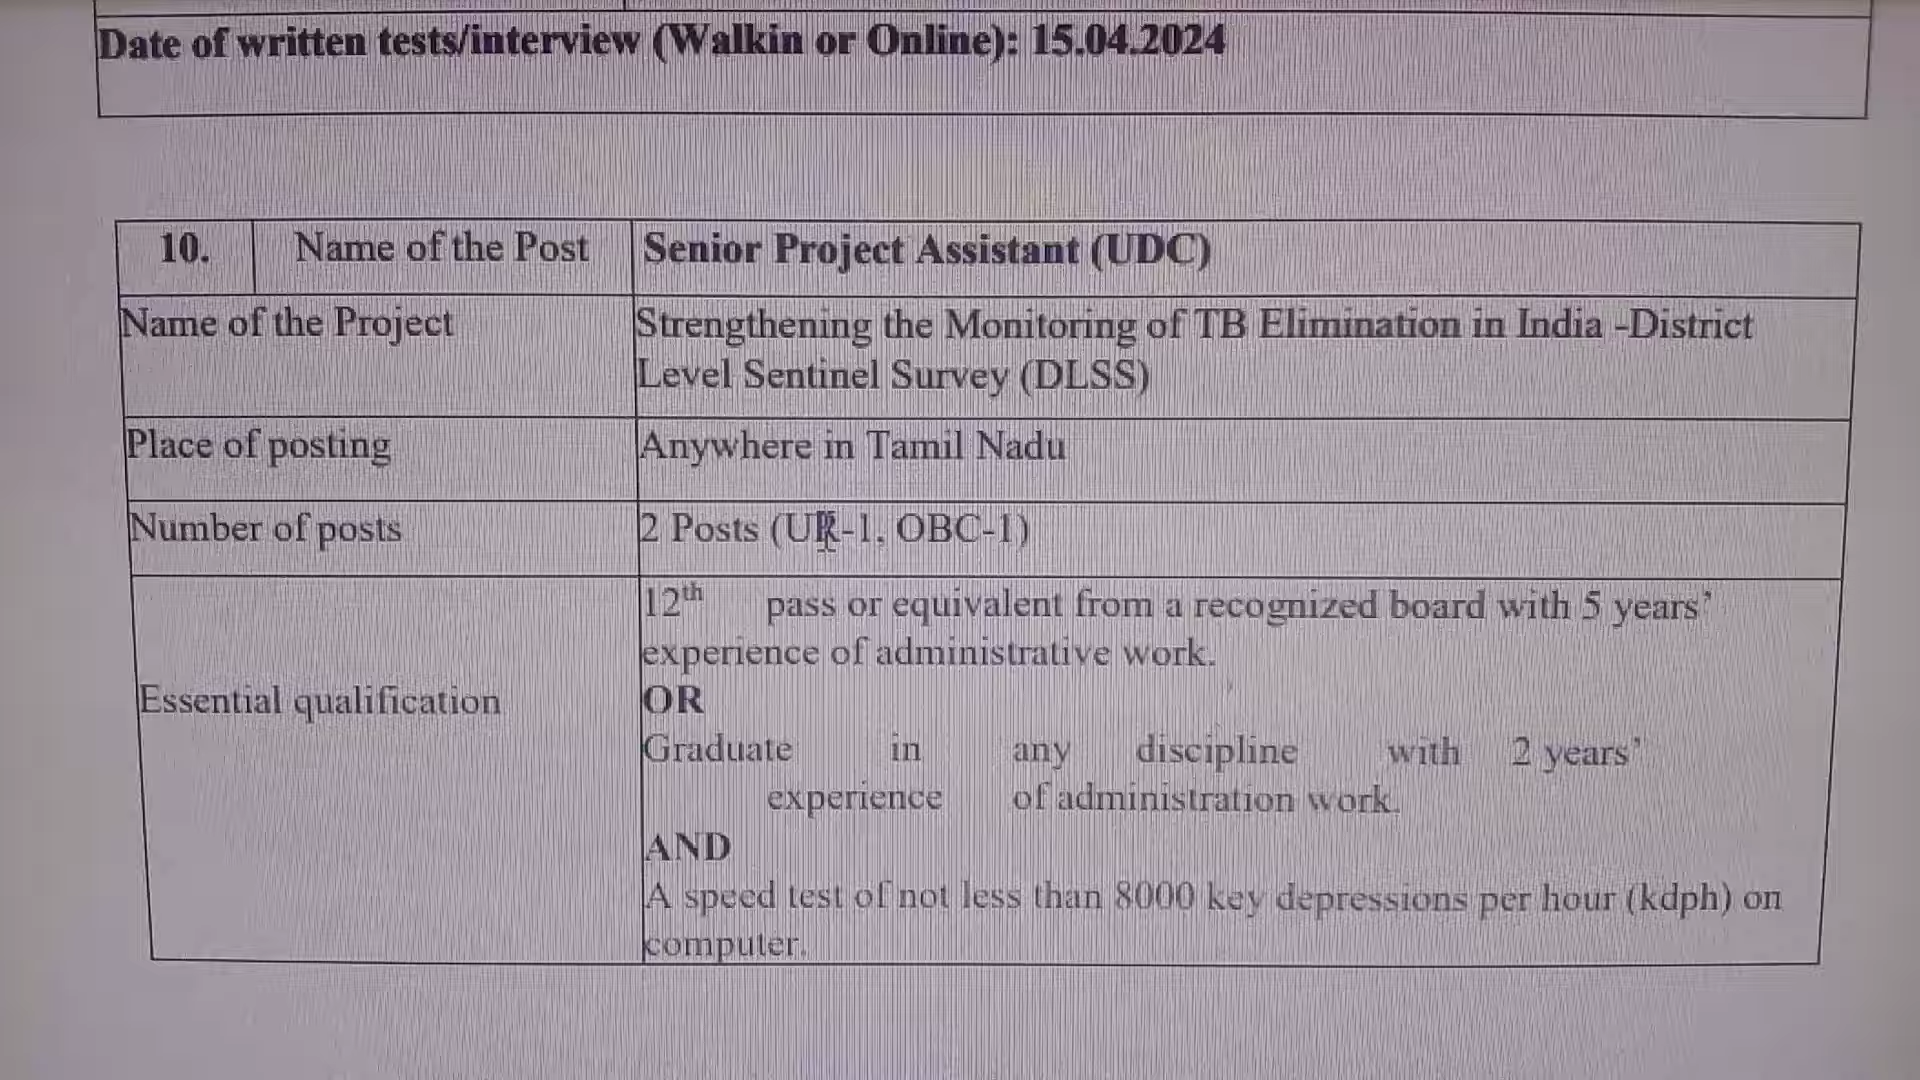 Date of written tests/interview (Walkin or Online): 15.04.2024
10. Name of the Post Senior Project Assistant (UDC)
Name of the Project Strengthening the Monitoring of TB Elimination in India -District
Level Sentinel Survey (DLSS)
Place of posting Anywhere in Tamil Nadu
Number of posts 2 Posts (UR-1, OBC-1)
12th pass or equivalent from a recognized board with 5 years’
experience of administrative work.
Essential qualification OR
Graduate in any discipline with 2 years’
experience of administration work.
AND
A speed test of not less than 8000 key depressions per hour (kdph) on
computer.